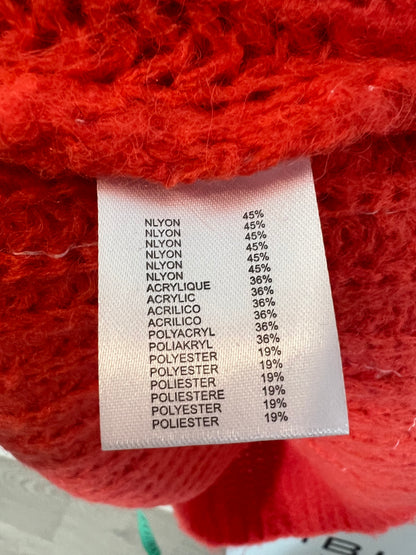 NLYON 45%
NLYON 45%
NLYON 45%
NLYON 45%
NLYON 45%
NLYON 45%
ACRYLIQUE 36%
ACRYLIC 36%
ACRILICO 36%
ACRILICO 36%
POLYACRYL 36%
POLIAKRYL 36%
POLYESTER 19%
POLYESTER 19%
POLIESTER 19%
POLIESTERE 19%
POLYESTER 19%
POLIESTER 19%